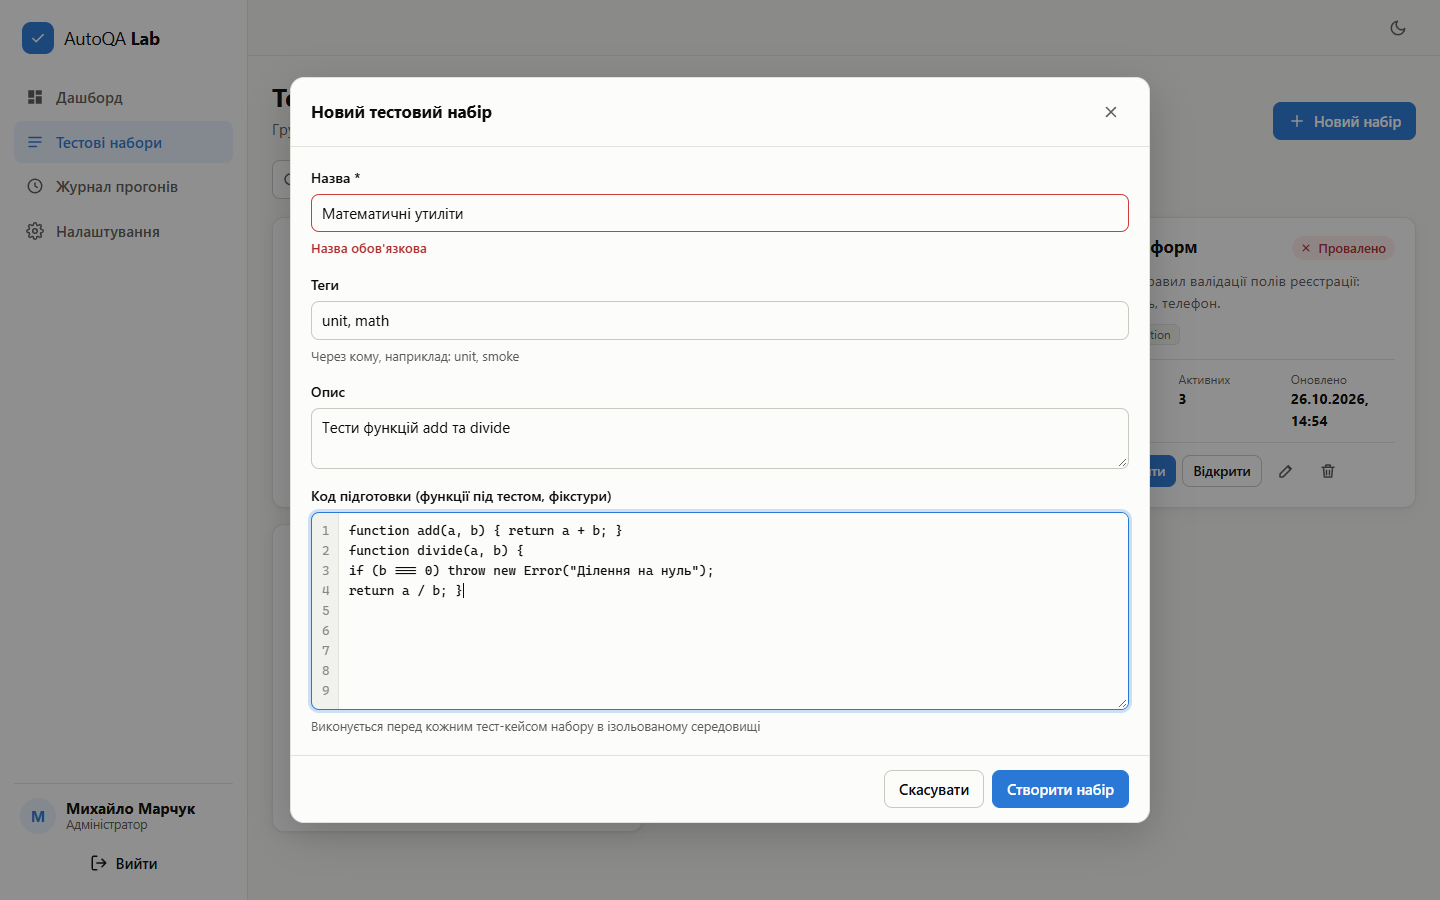 AutoQA Lab
Дашборд
Тестові набори
Журнал прогонів
Налаштування
Михайло Марчук
Адміністратор
М
Вийти
Новий набір
Новий тестовий набір
Назва *
Математичні утиліти
Назва обов'язкова
Теги
unit, math
Через кому, наприклад: unit, smoke
Опис
Тести функцій add та divide
Код підготовки (функції під тестом, фікстури)
1 function add(a, b) { return a + b; }
2 function divide(a, b) {
3 if (b === 0) throw new Error("Ділення на нуль");
4 return a / b; }
5
6
7
8
9
Виконується перед кожним тест-кейсом набору в ізольованому середовищі
Скасувати
Створити набір
форм
Провалено
валідації полів реєстрації:
телефон.
Активних
3
Оновлено
26.10.2026,
14:54
Відкрити